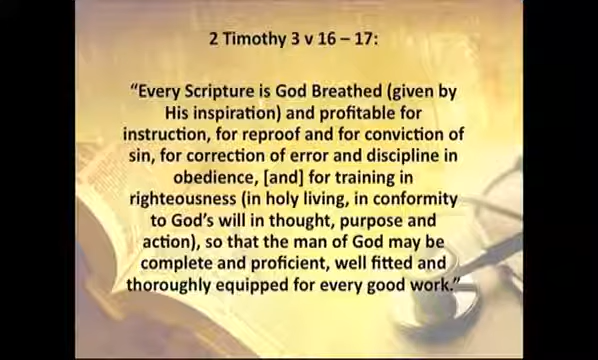 2 Timothy 3 v 16 – 17:
“Every Scripture is God Breathed (given by
His inspiration) and profitable for
instruction, for reproof and for conviction of
sin, for correction of error and discipline in
obedience, [and] for training in
righteousness (in holy living, in conformity
to God’s will in thought, purpose and
action), so that the man of God may be
complete and proficient, well fitted and
thoroughly equipped for every good work.”